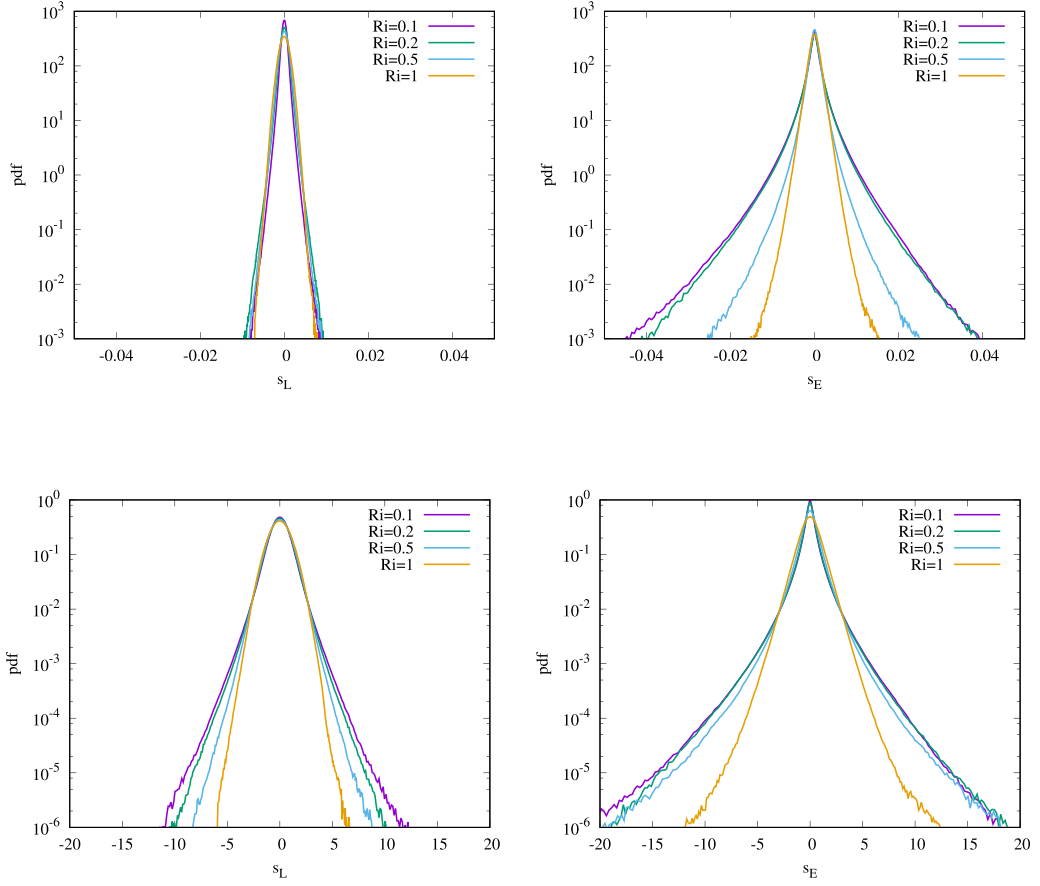 10^3
10^2
10^1
10^0
10^-1
10^-2
10^-3
pdf
-0.04
-0.02
0
0.02
0.04
s_L
Ri=0.1
Ri=0.2
Ri=0.5
Ri=1
10^3
10^2
10^1
10^0
10^-1
10^-2
10^-3
pdf
-0.04
-0.02
0
0.02
0.04
s_E
Ri=0.1
Ri=0.2
Ri=0.5
Ri=1
10^0
10^-1
10^-2
10^-3
10^-4
10^-5
10^-6
pdf
-20
-15
-10
-5
0
5
10
15
20
s_L
Ri=0.1
Ri=0.2
Ri=0.5
Ri=1
10^0
10^-1
10^-2
10^-3
10^-4
10^-5
10^-6
pdf
-20
-15
-10
-5
0
5
10
15
20
s_E
Ri=0.1
Ri=0.2
Ri=0.5
Ri=1